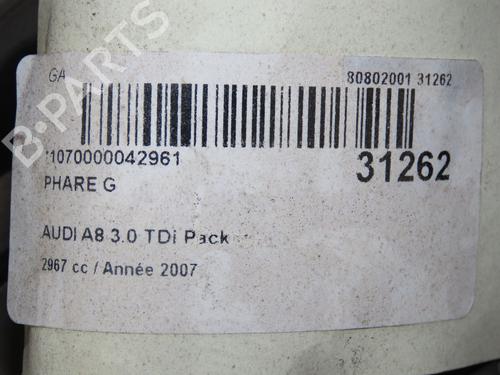 GA
80802001 31262
11070000042961
31262
PHARE G
AUDI A8 3.0 TDi Pack
2967 cc / Année 2007
B-PARTS